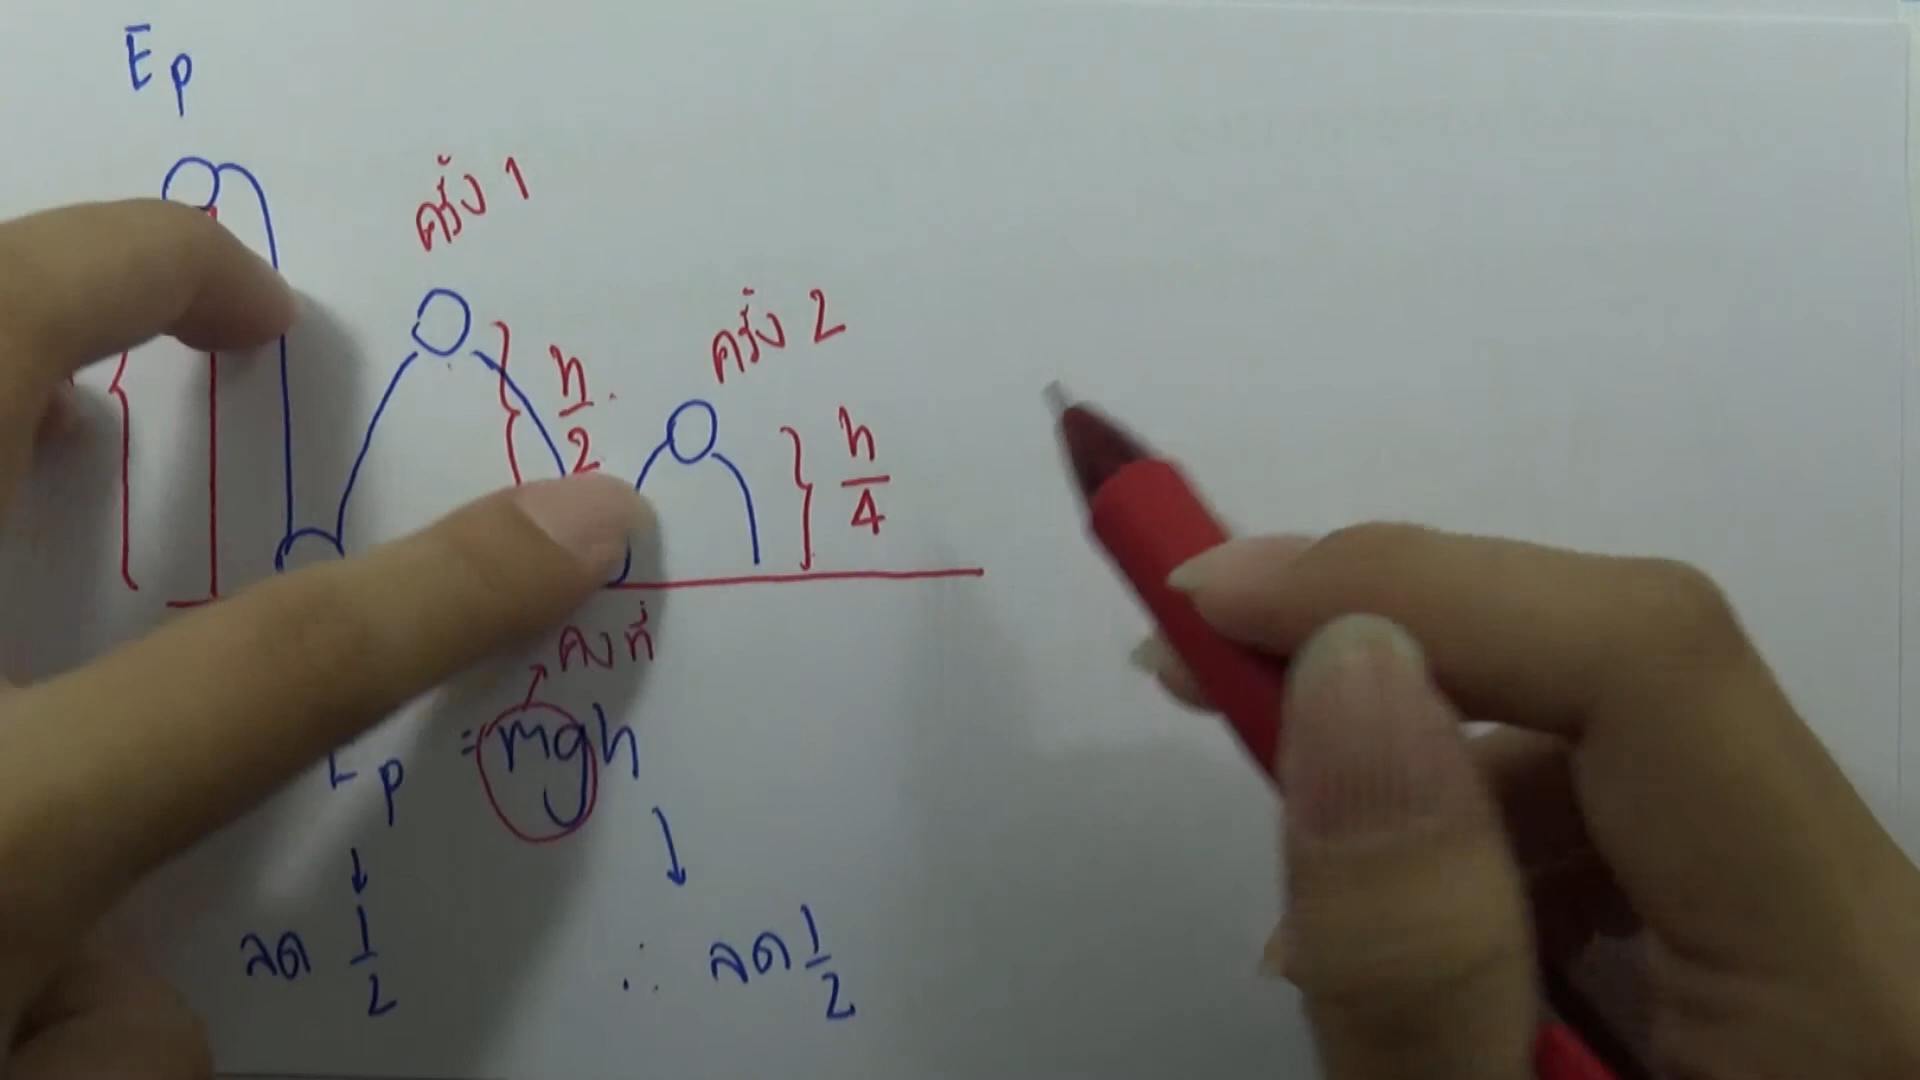 Ep
ครั้ง 1
ครั้ง 2
h/2
h/4
คงที่
Ep = mgh
ลด 1/2
∴ ลด 1/2